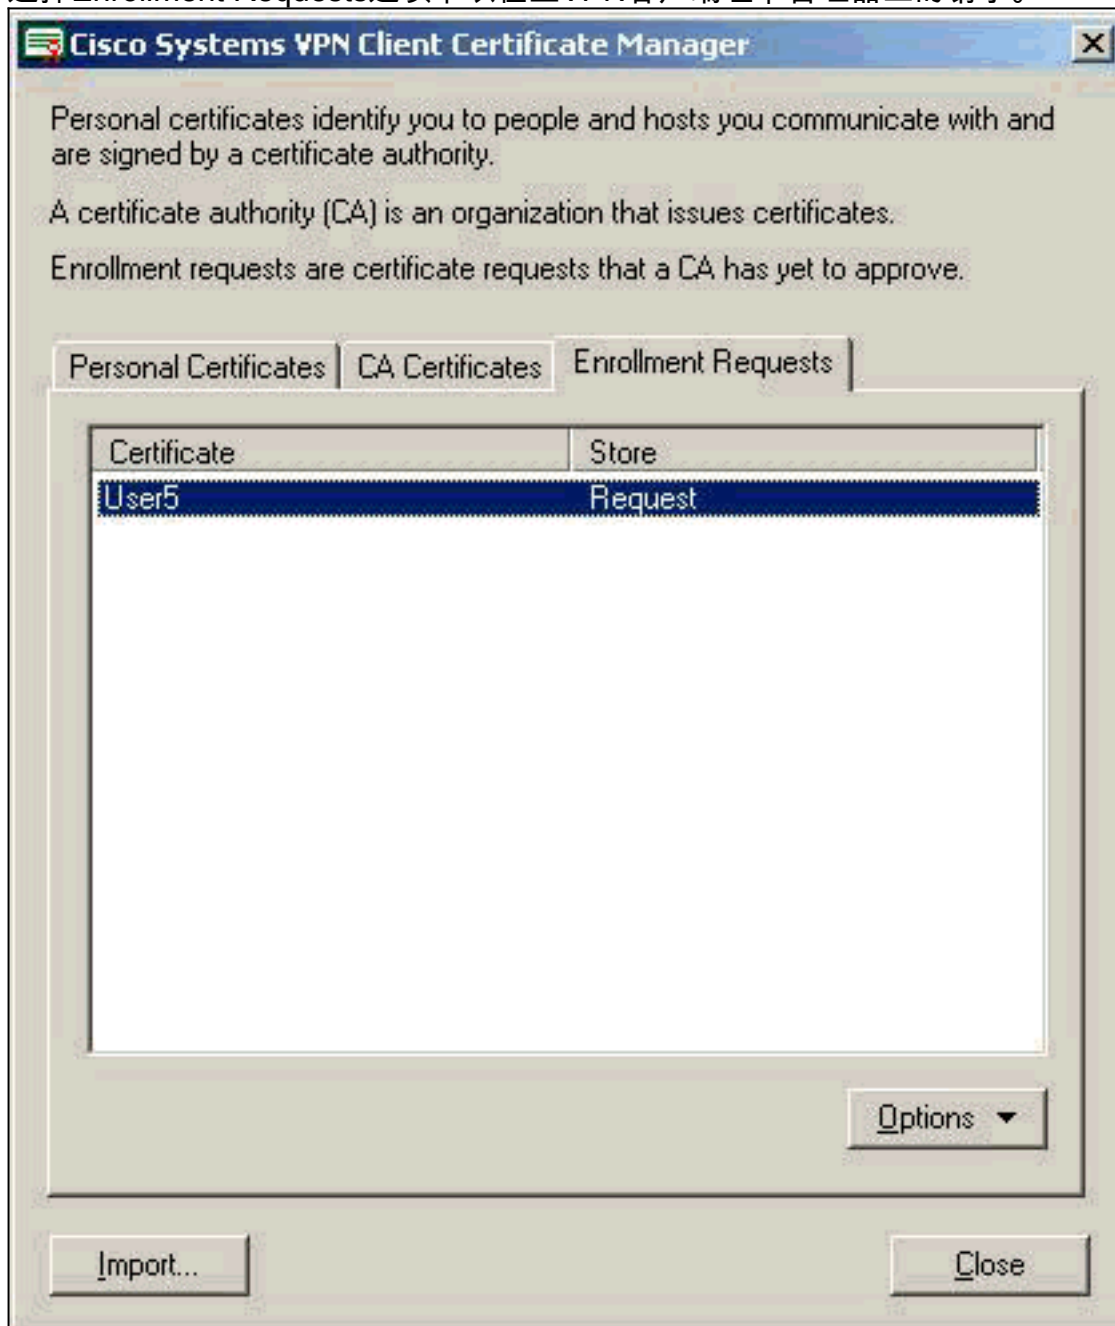 Cisco Systems VPN Client Certificate Manager
Personal certificates identify you to people and hosts you communicate with and
are signed by a certificate authority.
A certificate authority (CA) is an organization that issues certificates.
Enrollment requests are certificate requests that a CA has yet to approve.
Personal Certificates
CA Certificates
Enrollment Requests
Certificate
Store
User5
Request
Options
Import...
Close